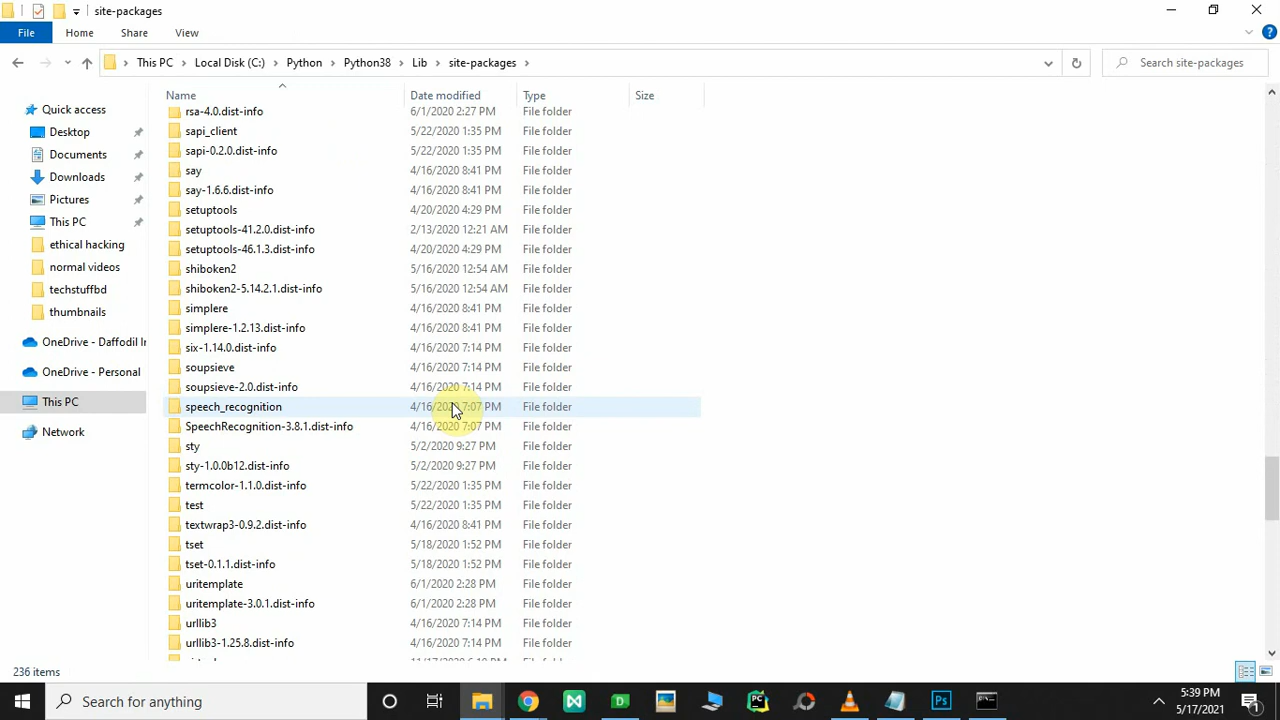 site-packages
File Home Share View
This PC Local Disk (C:) Python Python38 Lib site-packages Search site-packages
Name Date modified Type Size
Quick access
Desktop
Documents
Downloads
Pictures
This PC
ethical hacking
normal videos
techstuffbd
thumbnails
OneDrive - Daffodil Ir
OneDrive - Personal
This PC
Network
rsa-4.0.dist-info 6/1/2020 2:27 PM File folder
sapi_client 5/22/2020 1:35 PM File folder
sapi-0.2.0.dist-info 5/22/2020 1:35 PM File folder
say 4/16/2020 8:41 PM File folder
say-1.6.6.dist-info 4/16/2020 8:41 PM File folder
setuptools 4/20/2020 4:29 PM File folder
setuptools-41.2.0.dist-info 2/13/2020 12:21 AM File folder
setuptools-46.1.3.dist-info 4/20/2020 4:29 PM File folder
shiboken2 5/16/2020 12:54 AM File folder
shiboken2-5.14.2.1.dist-info 5/16/2020 12:54 AM File folder
simplere 4/16/2020 8:41 PM File folder
simplere-1.2.13.dist-info 4/16/2020 8:41 PM File folder
six-1.14.0.dist-info 4/16/2020 7:14 PM File folder
soupsieve 4/16/2020 7:14 PM File folder
soupsieve-2.0.dist-info 4/16/2020 7:14 PM File folder
speech_recognition 4/16/2020 7:07 PM File folder
SpeechRecognition-3.8.1.dist-info 4/16/2020 7:07 PM File folder
sty 5/2/2020 9:27 PM File folder
sty-1.0.0b12.dist-info 5/2/2020 9:27 PM File folder
termcolor-1.1.0.dist-info 5/22/2020 1:35 PM File folder
test 5/22/2020 1:35 PM File folder
textwrap3-0.9.2.dist-info 4/16/2020 8:41 PM File folder
tset 5/18/2020 1:52 PM File folder
tset-0.1.1.dist-info 5/18/2020 1:52 PM File folder
uritemplate 6/1/2020 2:28 PM File folder
uritemplate-3.0.1.dist-info 6/1/2020 2:28 PM File folder
urllib3 4/16/2020 7:14 PM File folder
urllib3-1.25.8.dist-info 4/16/2020 7:14 PM File folder
236 items
Search for anything
5:39 PM
5/17/2021